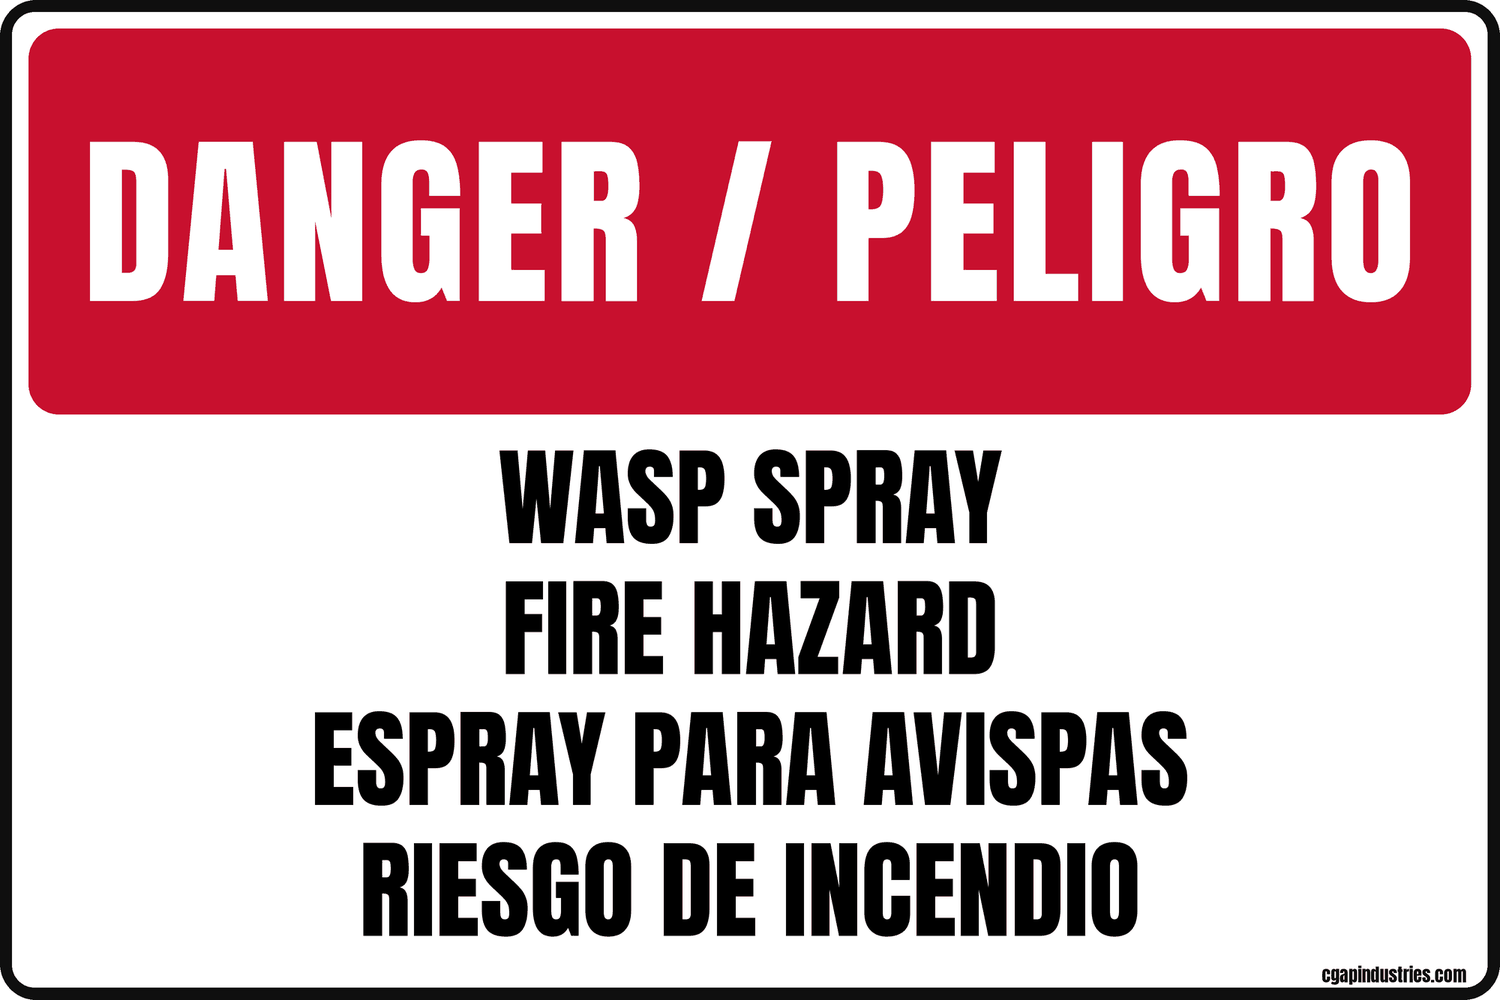 DANGER / PELIGRO
WASP SPRAY
FIRE HAZARD
ESPRAY PARA AVISPAS
RIESGO DE INCENDIO
cgapindustries.com